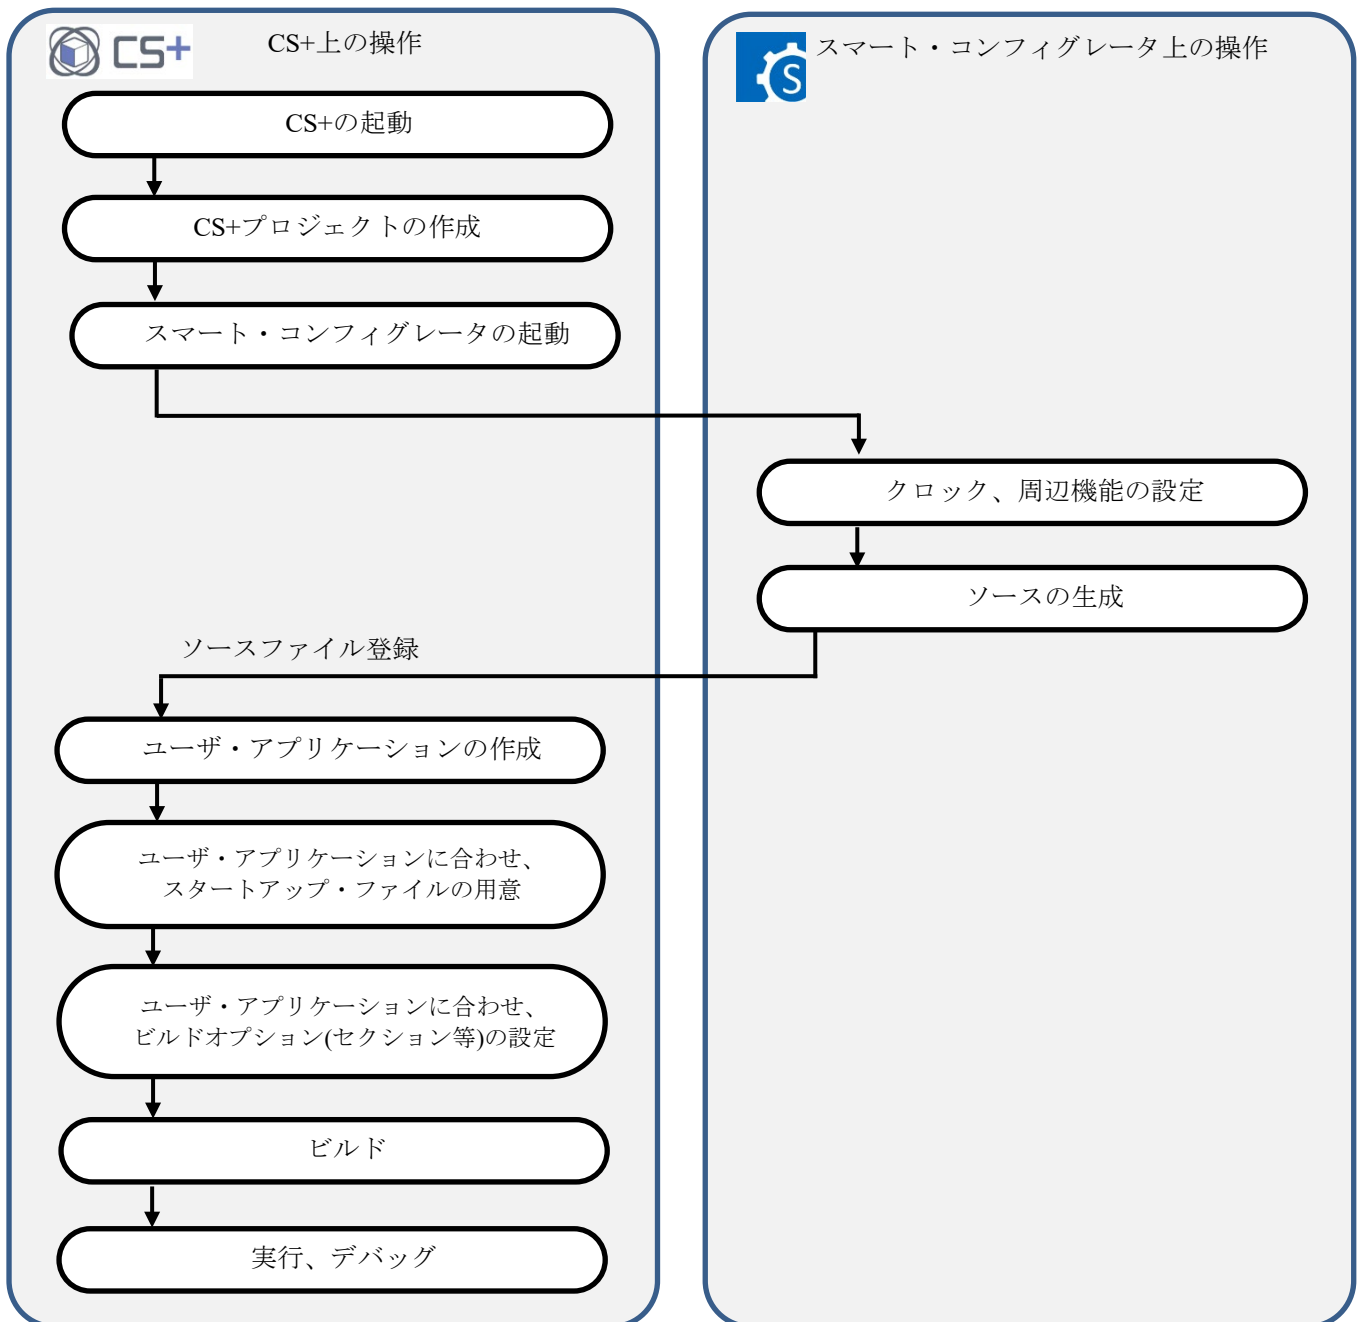 CS+
CS+上の操作
CS+の起動
CS+プロジェクトの作成
スマート・コンフィグレータの起動
S
スマート・コンフィグレータ上の操作
クロック、周辺機能の設定
ソースの生成
ソースファイル登録
ユーザ・アプリケーションの作成
ユーザ・アプリケーションに合わせ、
スタートアップ・ファイルの用意
ユーザ・アプリケーションに合わせ、
ビルドオプション(セクション等)の設定
ビルド
実行、デバッグ